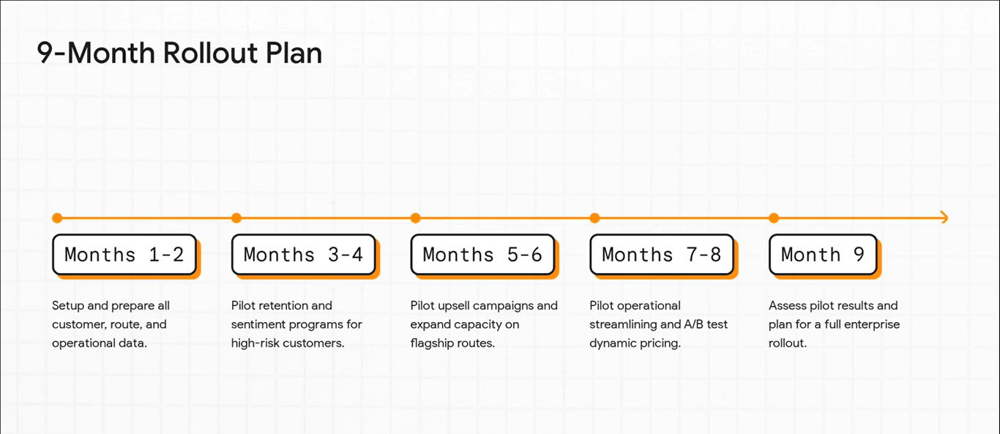 9-Month Rollout Plan
Months 1-2
Setup and prepare all
customer, route, and
operational data.
Months 3-4
Pilot retention and
sentiment programs for
high-risk customers.
Months 5-6
Pilot upsell campaigns and
expand capacity on
flagship routes.
Months 7-8
Pilot operational
streamlining and A/B test
dynamic pricing.
Month 9
Assess pilot results and
plan for a full enterprise
rollout.